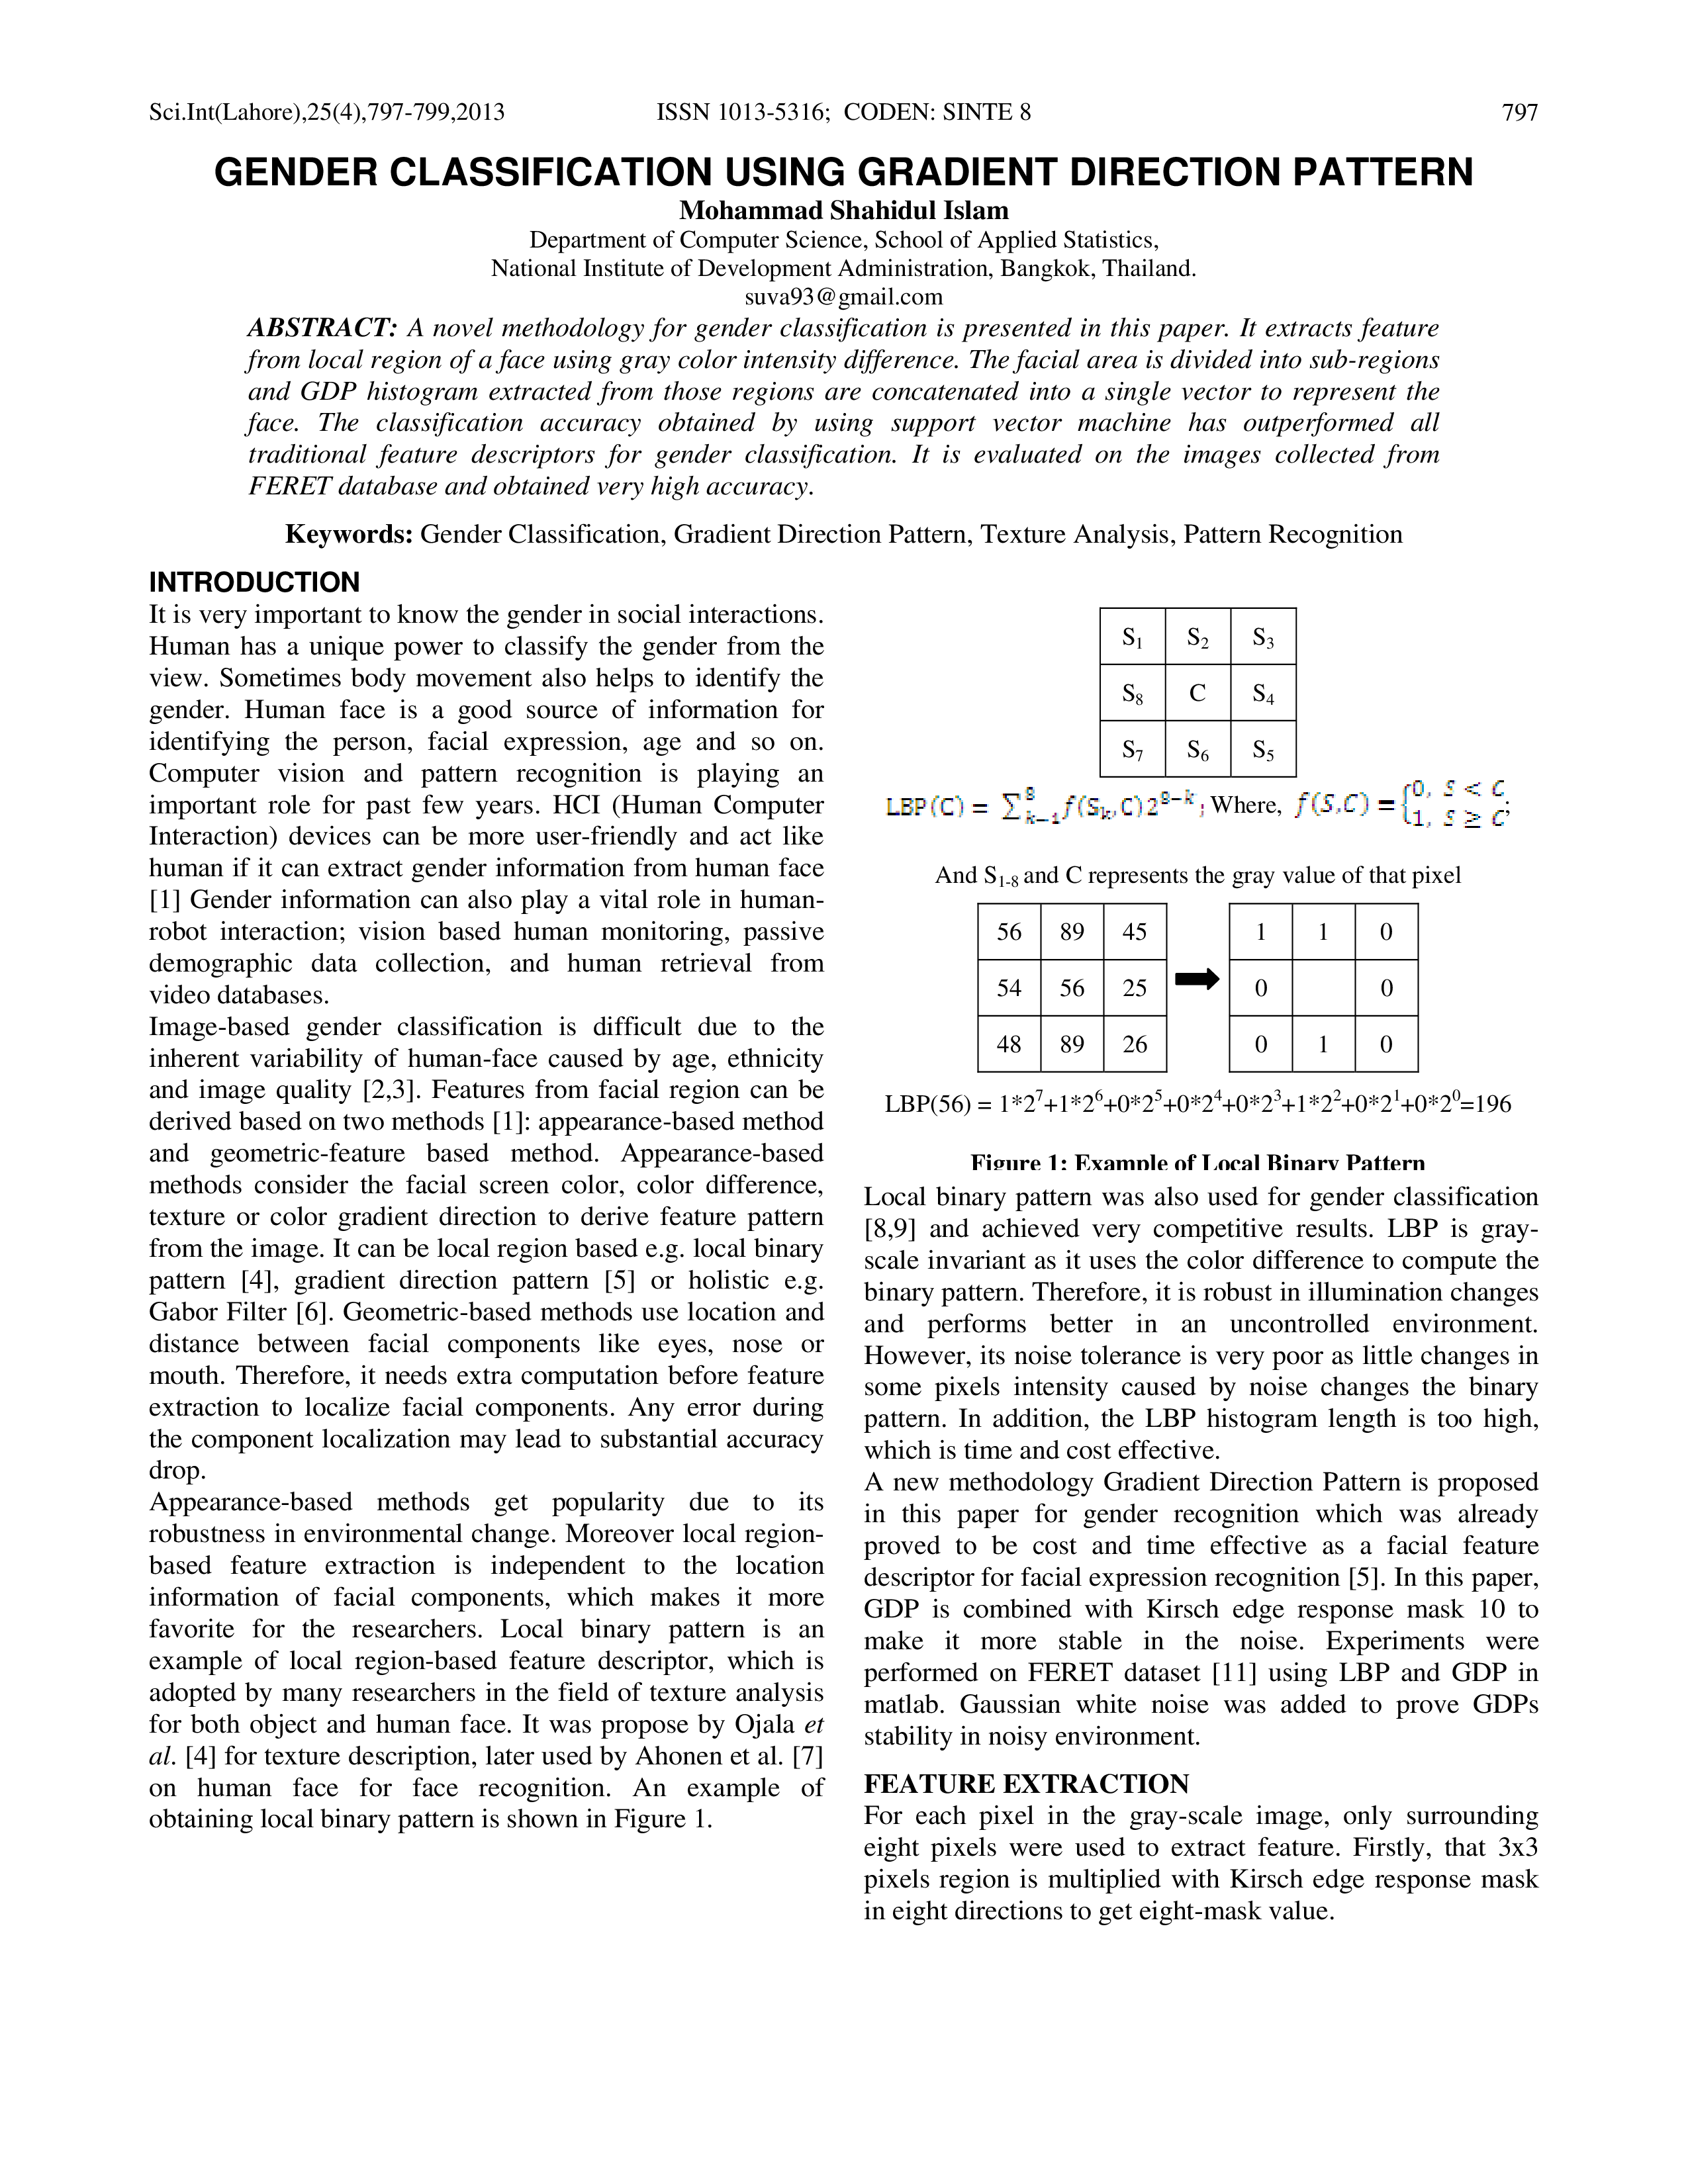 Sci.Int(Lahore),25(4),797-799,2013 ISSN 1013-5316; CODEN: SINTE 8 797
GENDER CLASSIFICATION USING GRADIENT DIRECTION PATTERN
Mohammad Shahidul Islam
Department of Computer Science, School of Applied Statistics,
National Institute of Development Administration, Bangkok, Thailand.
suva93@gmail.com
ABSTRACT: A novel methodology for gender classification is presented in this paper. It extracts feature
from local region of a face using gray color intensity difference. The facial area is divided into sub-regions
and GDP histogram extracted from those regions are concatenated into a single vector to represent the
face. The classification accuracy obtained by using support vector machine has outperformed all
traditional feature descriptors for gender classification. It is evaluated on the images collected from
FERET database and obtained very high accuracy.
Keywords: Gender Classification, Gradient Direction Pattern, Texture Analysis, Pattern Recognition
INTRODUCTION
It is very important to know the gender in social interactions.
Human has a unique power to classify the gender from the
view. Sometimes body movement also helps to identify the
gender. Human face is a good source of information for
identifying the person, facial expression, age and so on.
Computer vision and pattern recognition is playing an
important role for past few years. HCI (Human Computer
Interaction) devices can be more user-friendly and act like
human if it can extract gender information from human face
[1] Gender information can also play a vital role in human-
robot interaction; vision based human monitoring, passive
demographic data collection, and human retrieval from
video databases.
Image-based gender classification is difficult due to the
inherent variability of human-face caused by age, ethnicity
and image quality [2,3]. Features from facial region can be
derived based on two methods [1]: appearance-based method
and geometric-feature based method. Appearance-based
methods consider the facial screen color, color difference,
texture or color gradient direction to derive feature pattern
from the image. It can be local region based e.g. local binary
pattern [4], gradient direction pattern [5] or holistic e.g.
Gabor Filter [6]. Geometric-based methods use location and
distance between facial components like eyes, nose or
mouth. Therefore, it needs extra computation before feature
extraction to localize facial components. Any error during
the component localization may lead to substantial accuracy
drop.
Appearance-based methods get popularity due to its
robustness in environmental change. Moreover local region-
based feature extraction is independent to the location
information of facial components, which makes it more
favorite for the researchers. Local binary pattern is an
example of local region-based feature descriptor, which is
adopted by many researchers in the field of texture analysis
for both object and human face. It was propose by Ojala et
al. [4] for texture description, later used by Ahonen et al. [7]
on human face for face recognition. An example of
obtaining local binary pattern is shown in Figure 1.
S1 S2 S3
S8 C S4
S7 S6 S5
LBP(C) = ∑⁸ₖ₌₁ f(Sₖ,C)2⁸⁻ᵏ; Where, f(S,C) = {0, S < C
1, S ≥ C;
And S1-8 and C represents the gray value of that pixel
56 89 45 1 1 0
54 56 25 0 0
48 89 26 0 1 0
LBP(56) = 1*2⁷+1*2⁶+0*2⁵+0*2⁴+0*2³+1*2²+0*2¹+0*2⁰=196
Figure 1: Example of Local Binary Pattern
Local binary pattern was also used for gender classification
[8,9] and achieved very competitive results. LBP is gray-
scale invariant as it uses the color difference to compute the
binary pattern. Therefore, it is robust in illumination changes
and performs better in an uncontrolled environment.
However, its noise tolerance is very poor as little changes in
some pixels intensity caused by noise changes the binary
pattern. In addition, the LBP histogram length is too high,
which is time and cost effective.
A new methodology Gradient Direction Pattern is proposed
in this paper for gender recognition which was already
proved to be cost and time effective as a facial feature
descriptor for facial expression recognition [5]. In this paper,
GDP is combined with Kirsch edge response mask 10 to
make it more stable in the noise. Experiments were
performed on FERET dataset [11] using LBP and GDP in
matlab. Gaussian white noise was added to prove GDPs
stability in noisy environment.
FEATURE EXTRACTION
For each pixel in the gray-scale image, only surrounding
eight pixels were used to extract feature. Firstly, that 3x3
pixels region is multiplied with Kirsch edge response mask
in eight directions to get eight-mask value.